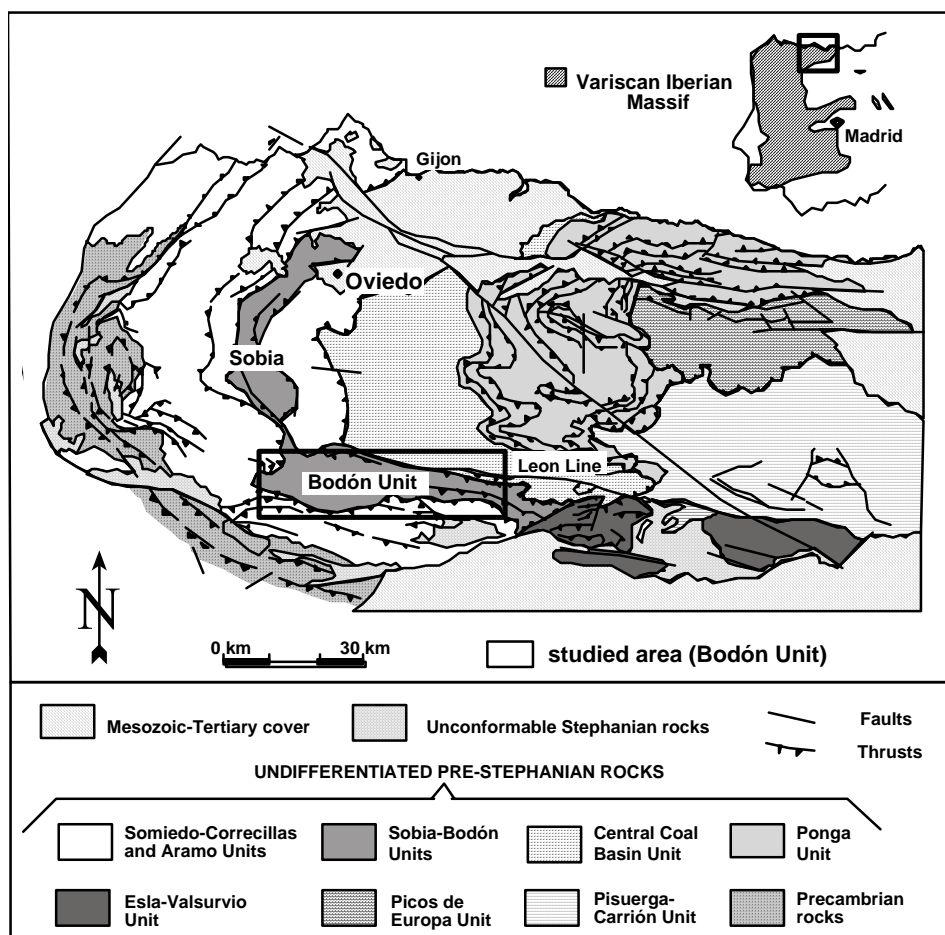 Variscan Iberian
Massif
Madrid
Gijon
Oviedo
Sobia
Leon Line
Bodón Unit
N
0 km 30 km
studied area (Bodón Unit)
Mesozoic-Tertiary cover
Unconformable Stephanian rocks
Faults
Thrusts
UNDIFFERENTIATED PRE-STEPHANIAN ROCKS
Somiedo-Correcillas
and Aramo Units
Sobia-Bodón
Units
Central Coal
Basin Unit
Ponga
Unit
Esla-Valsurvio
Unit
Picos de
Europa Unit
Pisuerga-
Carrión Unit
Precambrian
rocks